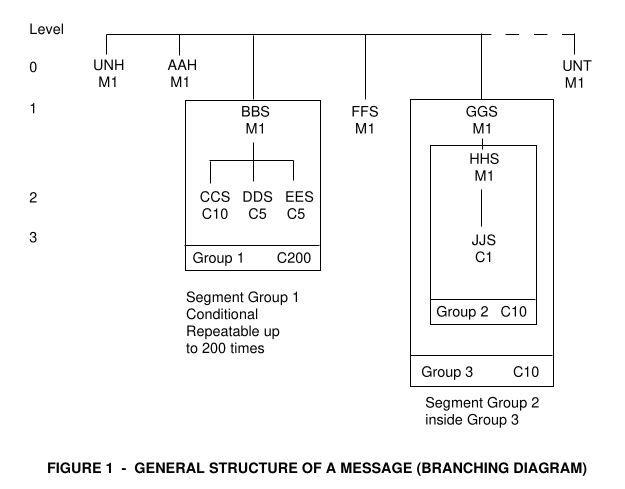 Level
0
UNH
M1
AAH
M1
UNT
M1
1
BBS
M1
FFS
M1
GGS
M1
HHS
M1
2
CCS
C10
DDS
C5
EES
C5
3
JJS
C1
Group 1 C200
Group 2 C10
Group 3 C10
Segment Group 1
Conditional
Repeatable up
to 200 times
Segment Group 2
inside Group 3
FIGURE 1 - GENERAL STRUCTURE OF A MESSAGE (BRANCHING DIAGRAM)